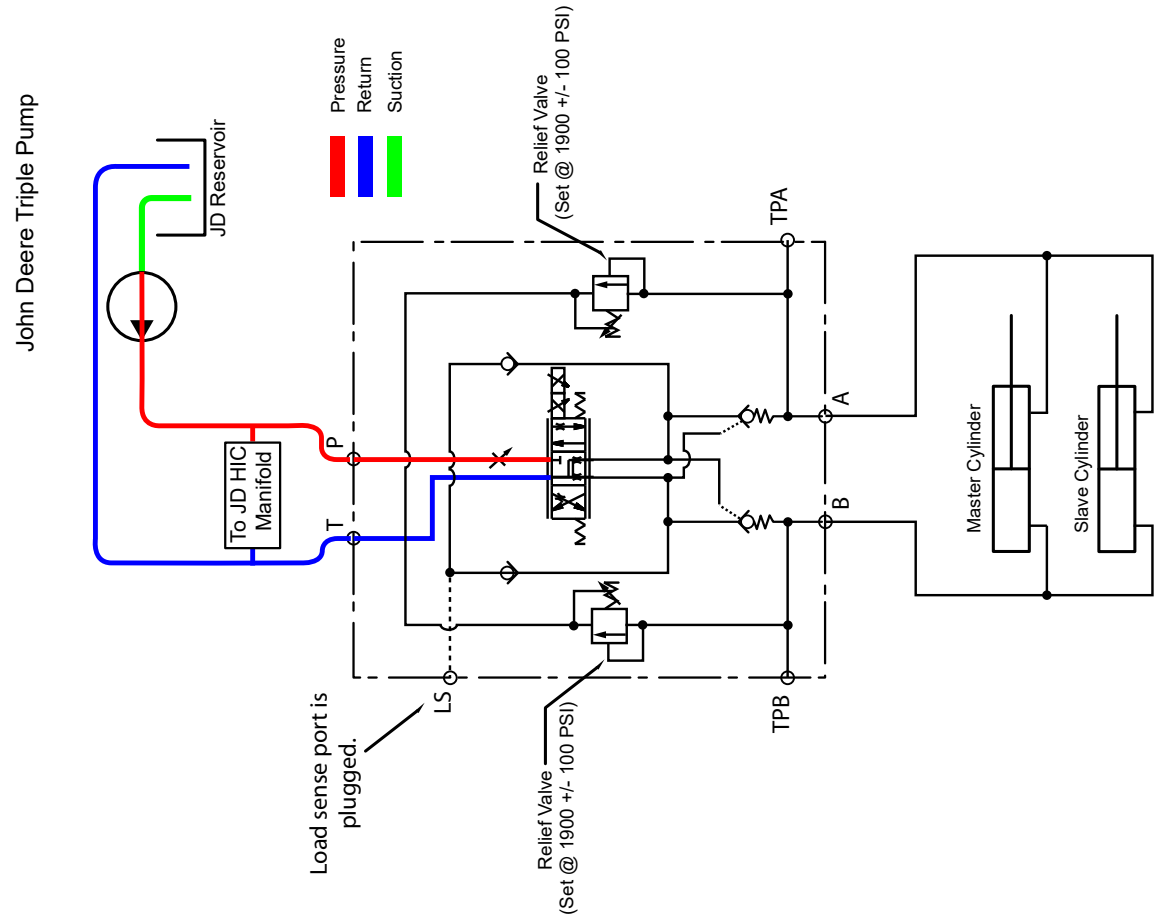 John Deere Triple Pump
JD Reservoir
Pressure
Return
Suction
To JD HIC
Manifold
P
T
Relief Valve
(Set @ 1900 +/- 100 PSI)
TPA
Load sense port is
plugged.
LS
Relief Valve
(Set @ 1900 +/- 100 PSI)
TPB
A
B
Master Cylinder
Slave Cylinder